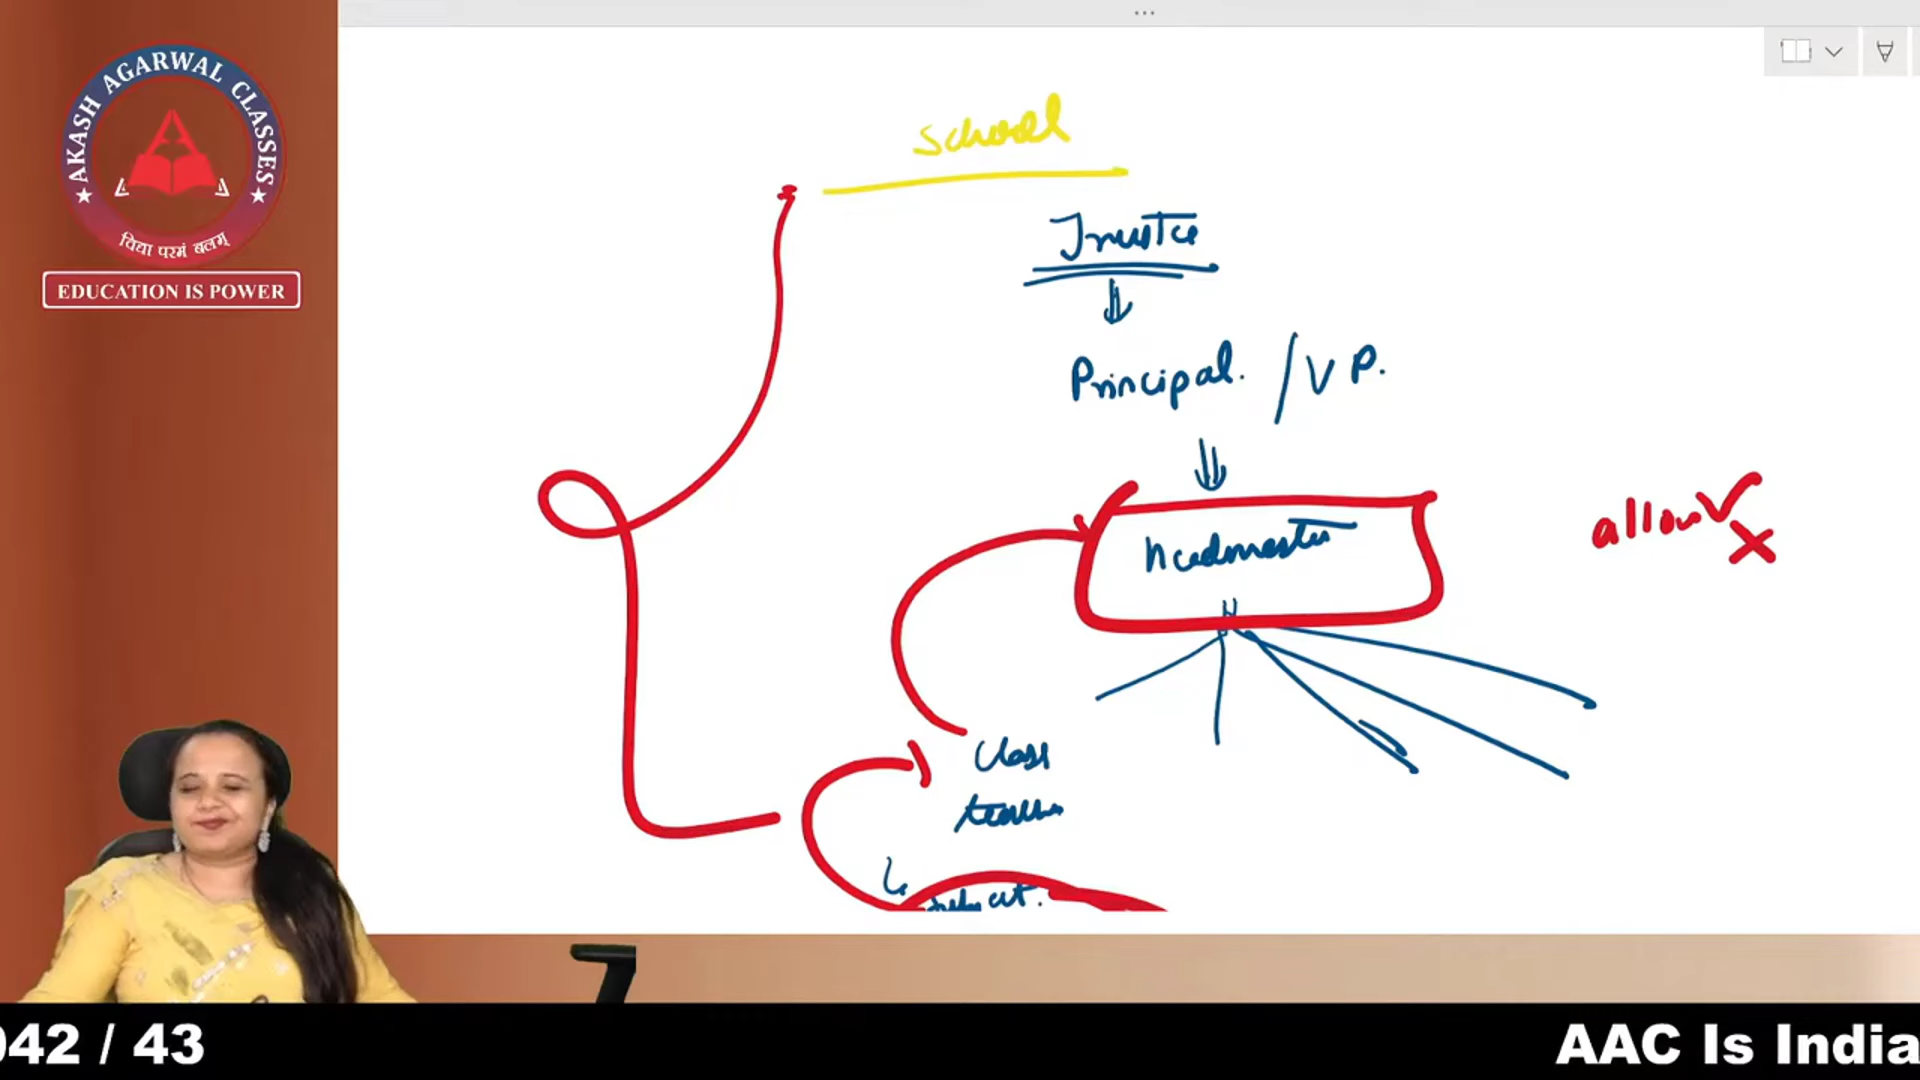 AKASH AGARWAL CLASSES
विद्या परमं बलम्
EDUCATION IS POWER
School
Trustee
Principal. / V P.
headmaster
allow
Class
teacher
042 / 43
AAC Is India